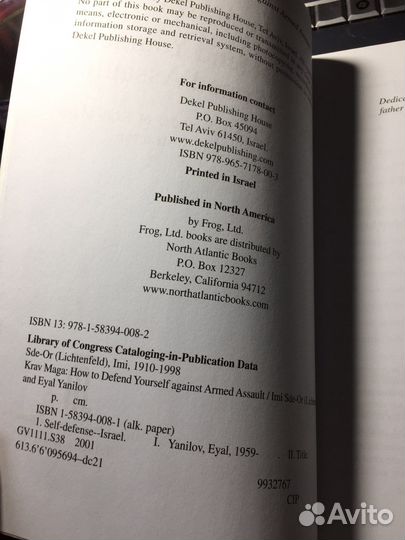 Dekel Publishing House, Tel Aviv,
No part of this book may be reproduced or
means, electronic or mechanical, including photocopying,
information storage and retrieval system, without
Dekel Publishing House.
For information contact
Dekel Publishing House
P.O. Box 45094
Tel Aviv 61450, Israel.
www.dekelpublishing.com
ISBN 978-965-7178-00-3
Printed in Israel
Published in North America
by Frog, Ltd.
Frog, Ltd. books are distributed by
North Atlantic Books
P.O. Box 12327
Berkeley, California 94712
www.northatlanticbooks.com
ISBN 13: 978-1-58394-008-2
Library of Congress Cataloging-in-Publication Data
Sde-Or (Lichtenfeld), Imi, 1910-1998
Krav Maga: How to Defend Yourself against Armed Assault / Imi Sde-Or
and Eyal Yanilov
p. cm.
ISBN 1-58394-008-1 (alk. paper)
1. Self-defense--Israel. I. Yanilov, Eyal, 1959- . II. Title.
GV1111.S38 2001
613.6'6'095694--dc21
9932767
CIP
father
Avito